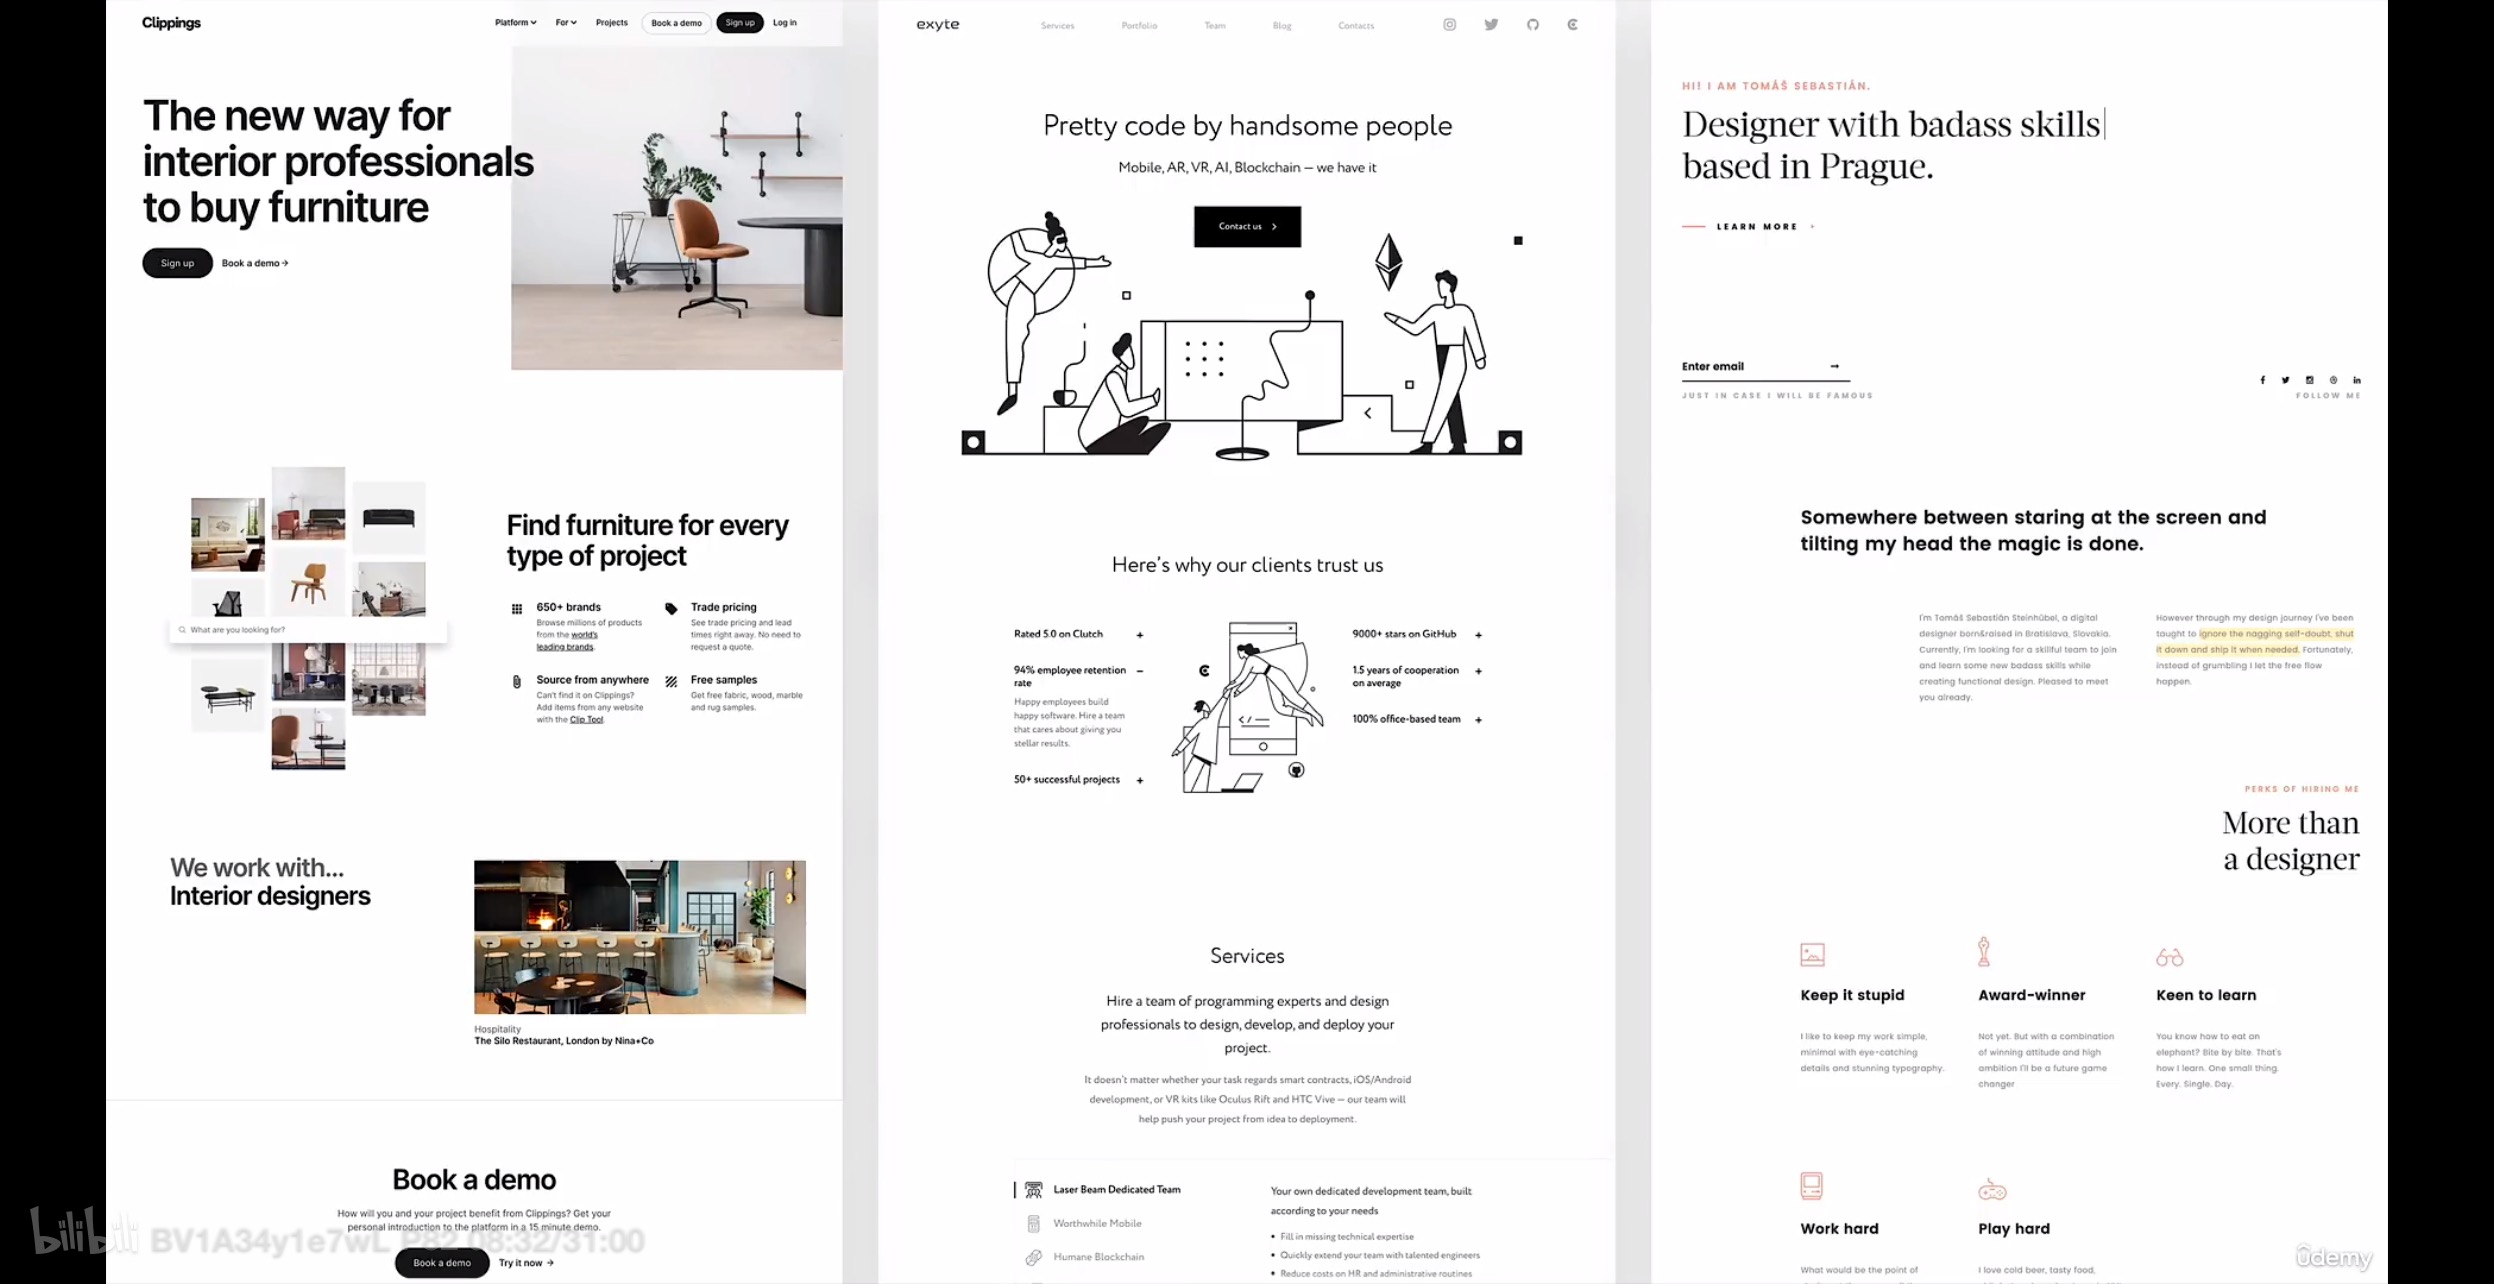 Clippings
Platform
For
Projects
Book a demo
Sign up
Log in
The new way for
interior professionals
to buy furniture
Sign up
Book a demo →
What are you looking for?
Find furniture for every
type of project
650+ brands
Browse millions of products
from the world's
leading brands.
Trade pricing
See trade pricing and lead
times right away. No need to
request a quote.
Source from anywhere
Can't find it on Clippings?
Add items from any website
with the Clip Tool.
Free samples
Get free fabric, wood, marble
and rug samples.
We work with...
Interior designers
Hospitality
The Silo Restaurant, London by Nina+Co
Book a demo
How will you and your project benefit from Clippings? Get your
personal introduction to the platform in a 15 minute demo.
Book a demo
Try it now →
bilibili BV1A34y1e7wL P82 08:32/31:00
exyte
Services
Portfolio
Team
Blog
Contacts
Pretty code by handsome people
Mobile, AR, VR, AI, Blockchain – we have it
Contact us
Here's why our clients trust us
Rated 5.0 on Clutch +
94% employee retention –
rate
Happy employees build
happy software. Hire a team
that cares about giving you
stellar results.
50+ successful projects +
9000+ stars on GitHub +
1.5 years of cooperation +
on average
100% office-based team +
Services
Hire a team of programming experts and design
professionals to design, develop, and deploy your
project.
It doesn't matter whether your task regards smart contracts, iOS/Android
development, or VR kits like Oculus Rift and HTC Vive – our team will
help push your project from idea to deployment.
Laser Beam Dedicated Team
Worthwhile Mobile
Humane Blockchain
Your own dedicated development team, built
according to your needs
• Fill in missing technical expertise
• Quickly extend your team with talented engineers
• Reduce costs on HR and administrative routines
HI! I AM TOMÁŠ SEBASTIÁN.
Designer with badass skills|
based in Prague.
LEARN MORE
Enter email →
JUST IN CASE I WILL BE FAMOUS
FOLLOW ME
Somewhere between staring at the screen and
tilting my head the magic is done.
I'm Tomáš Sebastián Steinhübel, a digital
designer born&raised in Bratislava, Slovakia.
Currently, I'm looking for a skillful team to join
and learn some new badass skills while
creating functional design. Pleased to meet
you already.
However through my design journey I've been
taught to ignore the nagging self-doubt, shut
it down and ship it when needed. Fortunately,
instead of grumbling I let the free flow
happen.
PERKS OF HIRING ME
More than
a designer
Keep it stupid
I like to keep my work simple,
minimal with eye-catching
details and stunning typography.
Award-winner
Not yet. But with a combination
of winning attitude and high
ambition I'll be a future game
changer
Keen to learn
You know how to eat an
elephant? Bite by bite. That's
how I learn. One small thing.
Every. Single. Day.
Work hard
What would be the point of
Play hard
I love cold beer, tasty food,
ûdemy